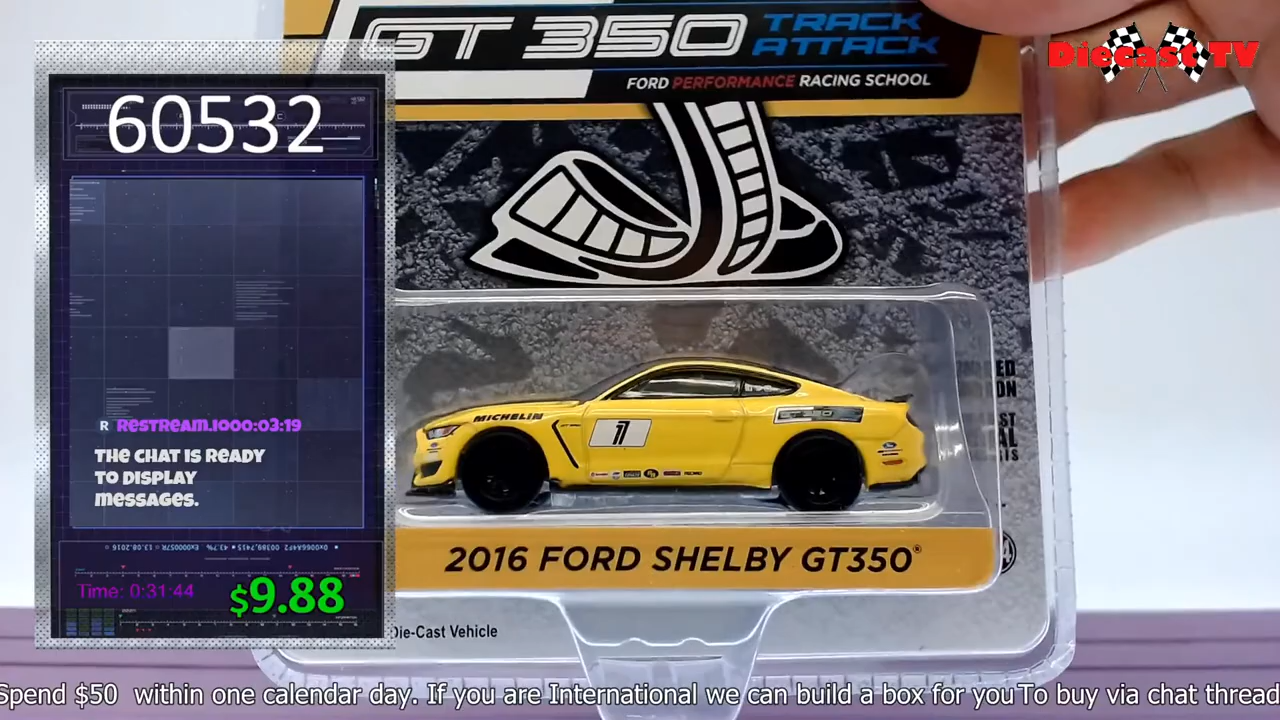 GT 350 TRACK
ATTACK
FORD PERFORMANCE RACING SCHOOL
Diecast TV
60532
R Restream.io 00:03:19
The chat is ready
to display
messages.
Time: 0:31:44
$9.88
MICHELIN
1
GT350
2016 FORD SHELBY GT350®
Die-Cast Vehicle
Spend $50 within one calendar day. If you are International we can build a box for you To buy via chat thread